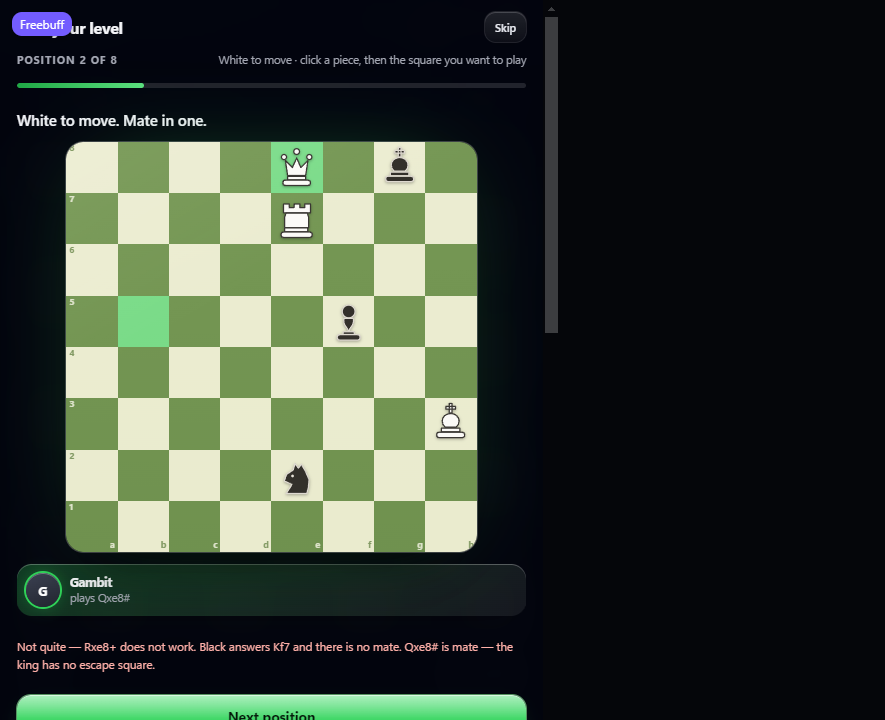 Freebuff
ur level
Skip
POSITION 2 OF 8
White to move · click a piece, then the square you want to play
White to move. Mate in one.
8
7
6
5
4
3
2
1
a b c d e f g h
G
Gambit
plays Qxe8#
Not quite — Rxe8+ does not work. Black answers Kf7 and there is no mate. Qxe8# is mate — the
king has no escape square.
Next position